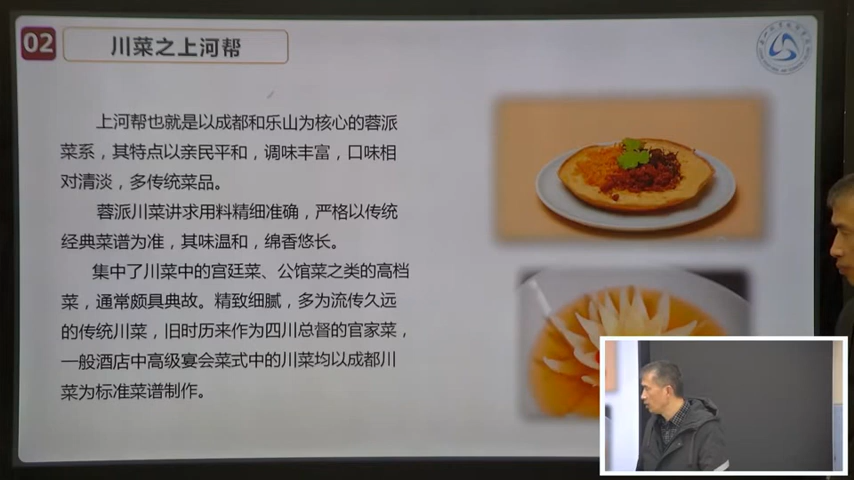 02
川菜之上河帮
上河帮也就是以成都和乐山为核心的蓉派
菜系，其特点以亲民平和，调味丰富，口味相
对清淡，多传统菜品。
蓉派川菜讲求用料精细准确，严格以传统
经典菜谱为准，其味温和，绵香悠长。
集中了川菜中的宫廷菜、公馆菜之类的高档
菜，通常颇具典故。精致细腻，多为流传久远
的传统川菜，旧时历来作为四川总督的官家菜，
一般酒店中高级宴会菜式中的川菜均以成都川
菜为标准菜谱制作。